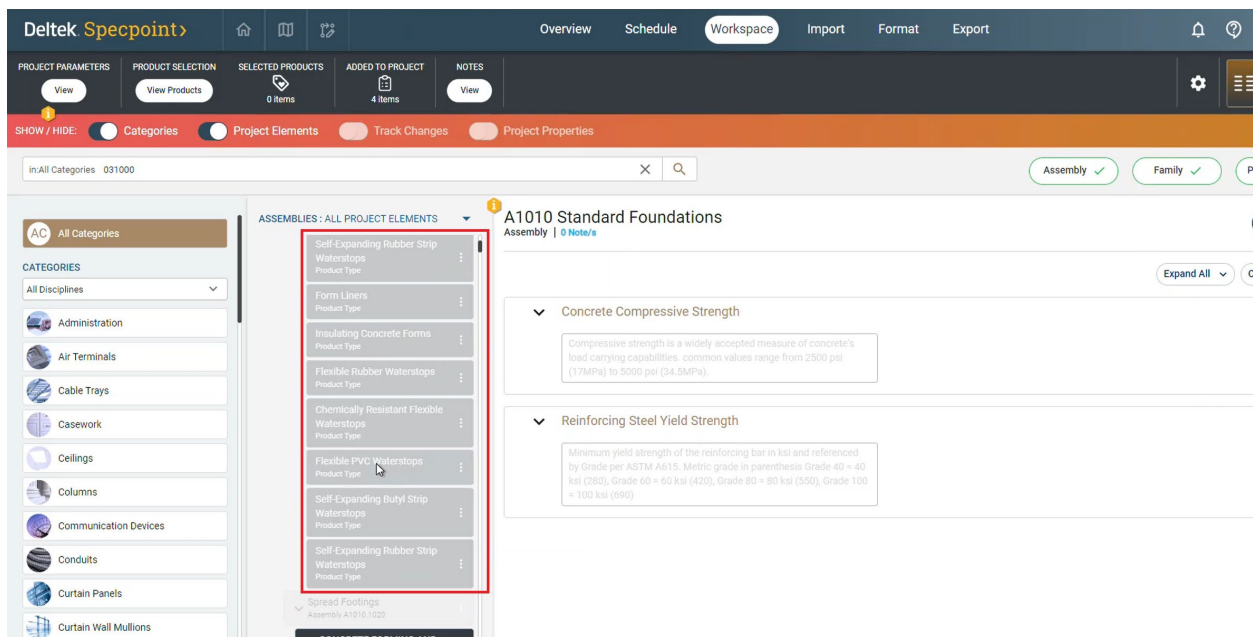 Deltek. Specpoint>
Overview Schedule Workspace Import Format Export
PROJECT PARAMETERS PRODUCT SELECTION SELECTED PRODUCTS ADDED TO PROJECT NOTES
View View Products 0 items 4 items View
SHOW / HIDE: Categories Project Elements Track Changes Project Properties
in:All Categories 031000
Assembly Family P
AC All Categories
CATEGORIES
All Disciplines
Administration
Air Terminals
Cable Trays
Casework
Ceilings
Columns
Communication Devices
Conduits
Curtain Panels
Curtain Wall Mullions
ASSEMBLIES : ALL PROJECT ELEMENTS
Self-Expanding Rubber Strip
Waterstops
Product Type
Form Liners
Product Type
Insulating Concrete Forms
Product Type
Flexible Rubber Waterstops
Product Type
Chemically Resistant Flexible
Waterstops
Product Type
Flexible PVC Waterstops
Product Type
Self-Expanding Butyl Strip
Waterstops
Product Type
Self-Expanding Rubber Strip
Waterstops
Product Type
Spread Footings
Assembly A1010.1020
A1010 Standard Foundations
Assembly | 0 Note/s
Expand All
Concrete Compressive Strength
Compressive strength is a widely accepted measure of concrete's
load carrying capabilities. common values range from 2500 psi
(17MPa) to 5000 psi (34.5MPa).
Reinforcing Steel Yield Strength
Minimum yield strength of the reinforcing bar in ksi and referenced
by Grade per ASTM A615. Metric grade in parenthesis Grade 40 = 40
ksi (280), Grade 60 = 60 ksi (420), Grade 80 = 80 ksi (550), Grade 100
= 100 ksi (690)